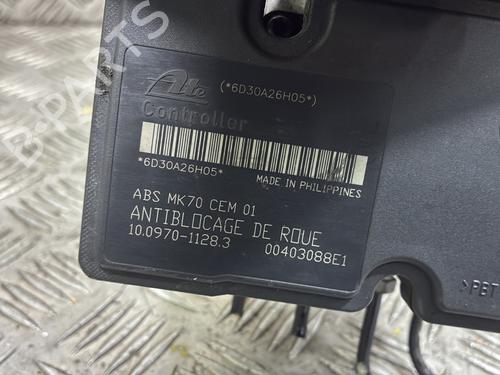 Ate
(*6D30A26H05*)
Controller
*6D30A26H05*
MADE IN PHILIPPINES
ABS MK70 CEM 01
ANTIBLOCAGE DE ROUE
10.0970-1128.3
00403088E1
>PBT
B-PARTS